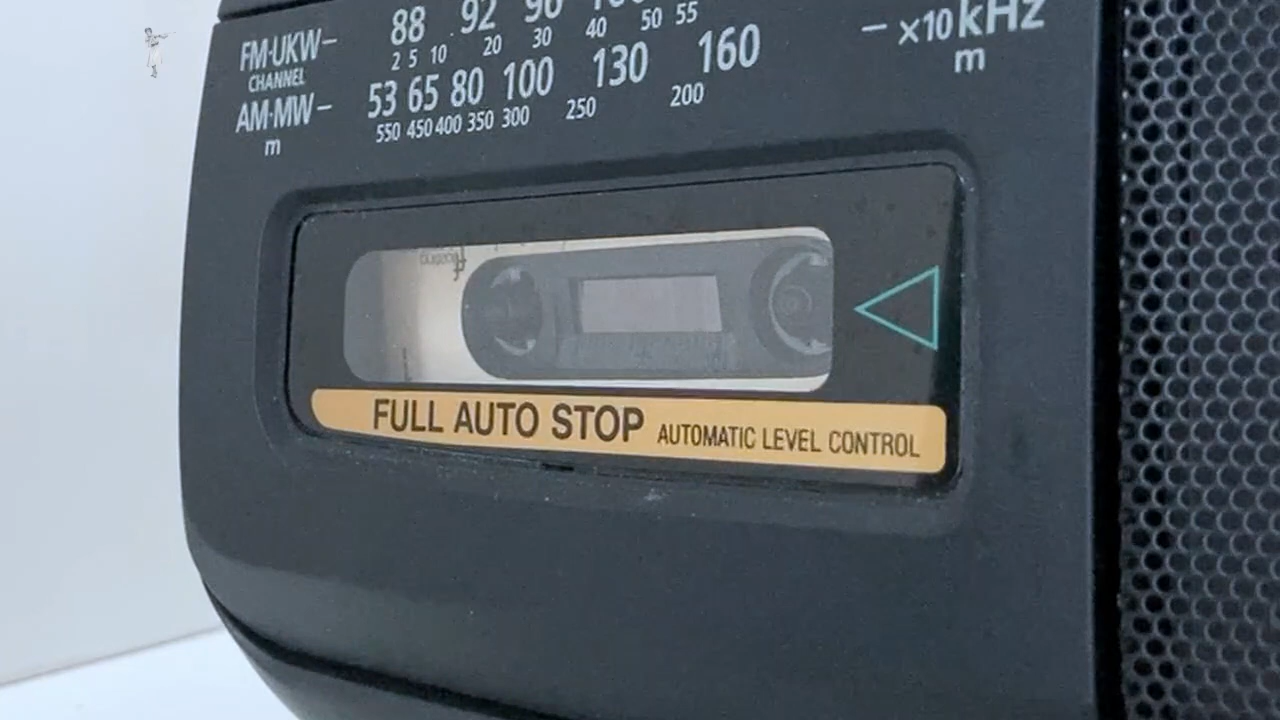 FM·UKW– 88 92 96
CHANNEL 2 5 10 20 30 40 50 55
AM·MW– 53 65 80 100 130 160 – ×10 kHz
m 550 450 400 350 300 250 200 m
FULL AUTO STOP AUTOMATIC LEVEL CONTROL